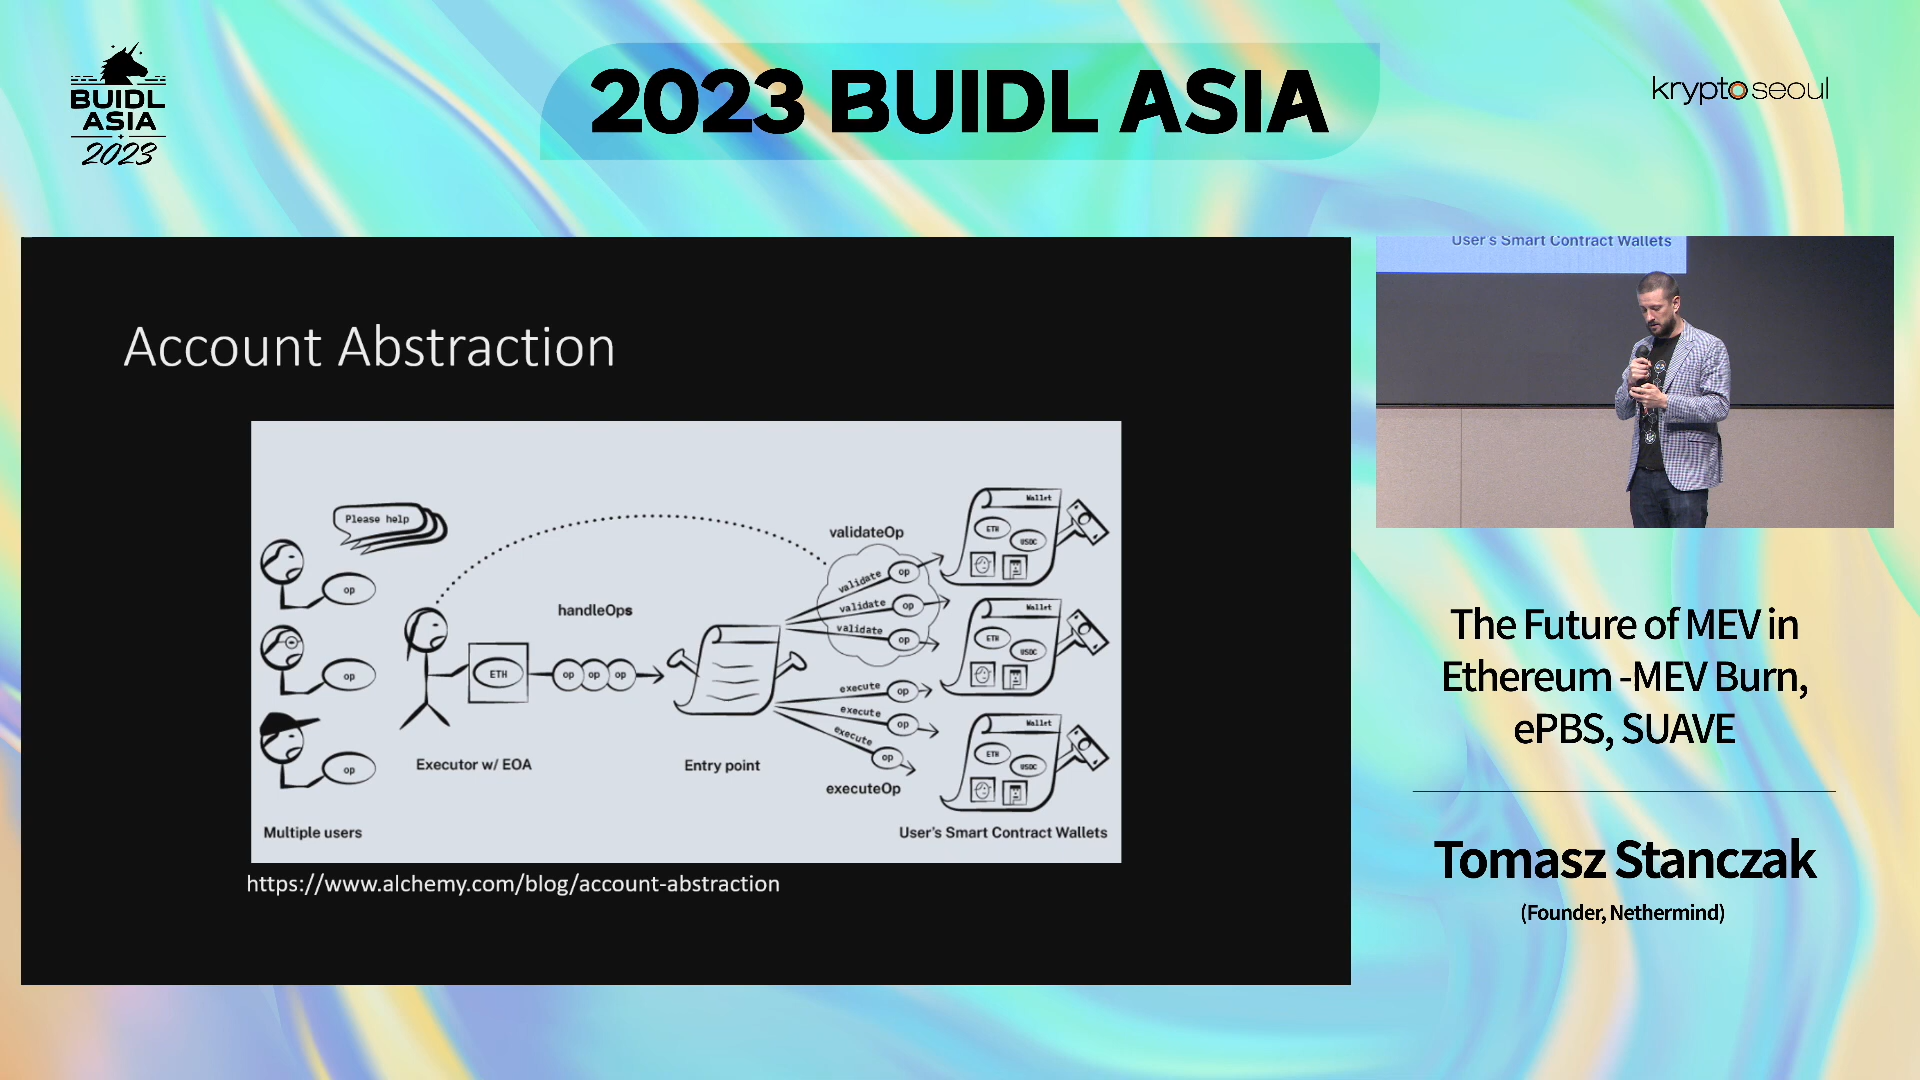 BUIDL
ASIA
2023
2023 BUIDL ASIA
kryptoseoul
Account Abstraction
Please help
op
op
op
handleOps
ETH
op op op
Executor w/ EOA
Entry point
Multiple users
validateOp
validate op
validate op
validate op
execute op
execute op
execute op
executeOp
Wallet
ETH
USDC
Wallet
ETH
USDC
Wallet
ETH
USDC
User's Smart Contract Wallets
https://www.alchemy.com/blog/account-abstraction
User's Smart Contract Wallets
The Future of MEV in
Ethereum -MEV Burn,
ePBS, SUAVE
Tomasz Stanczak
(Founder, Nethermind)